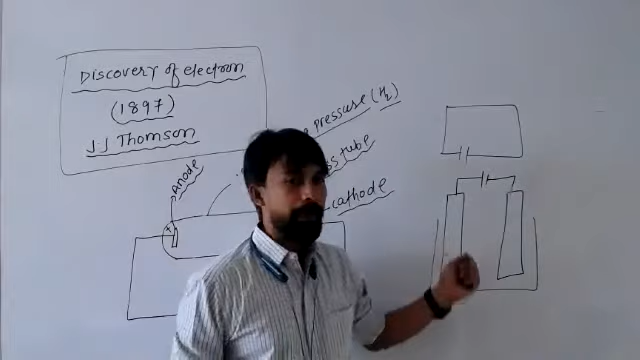 Discovery of electron
(1897)
J J Thomson
Pressure (H2)
tube
Anode
cathode